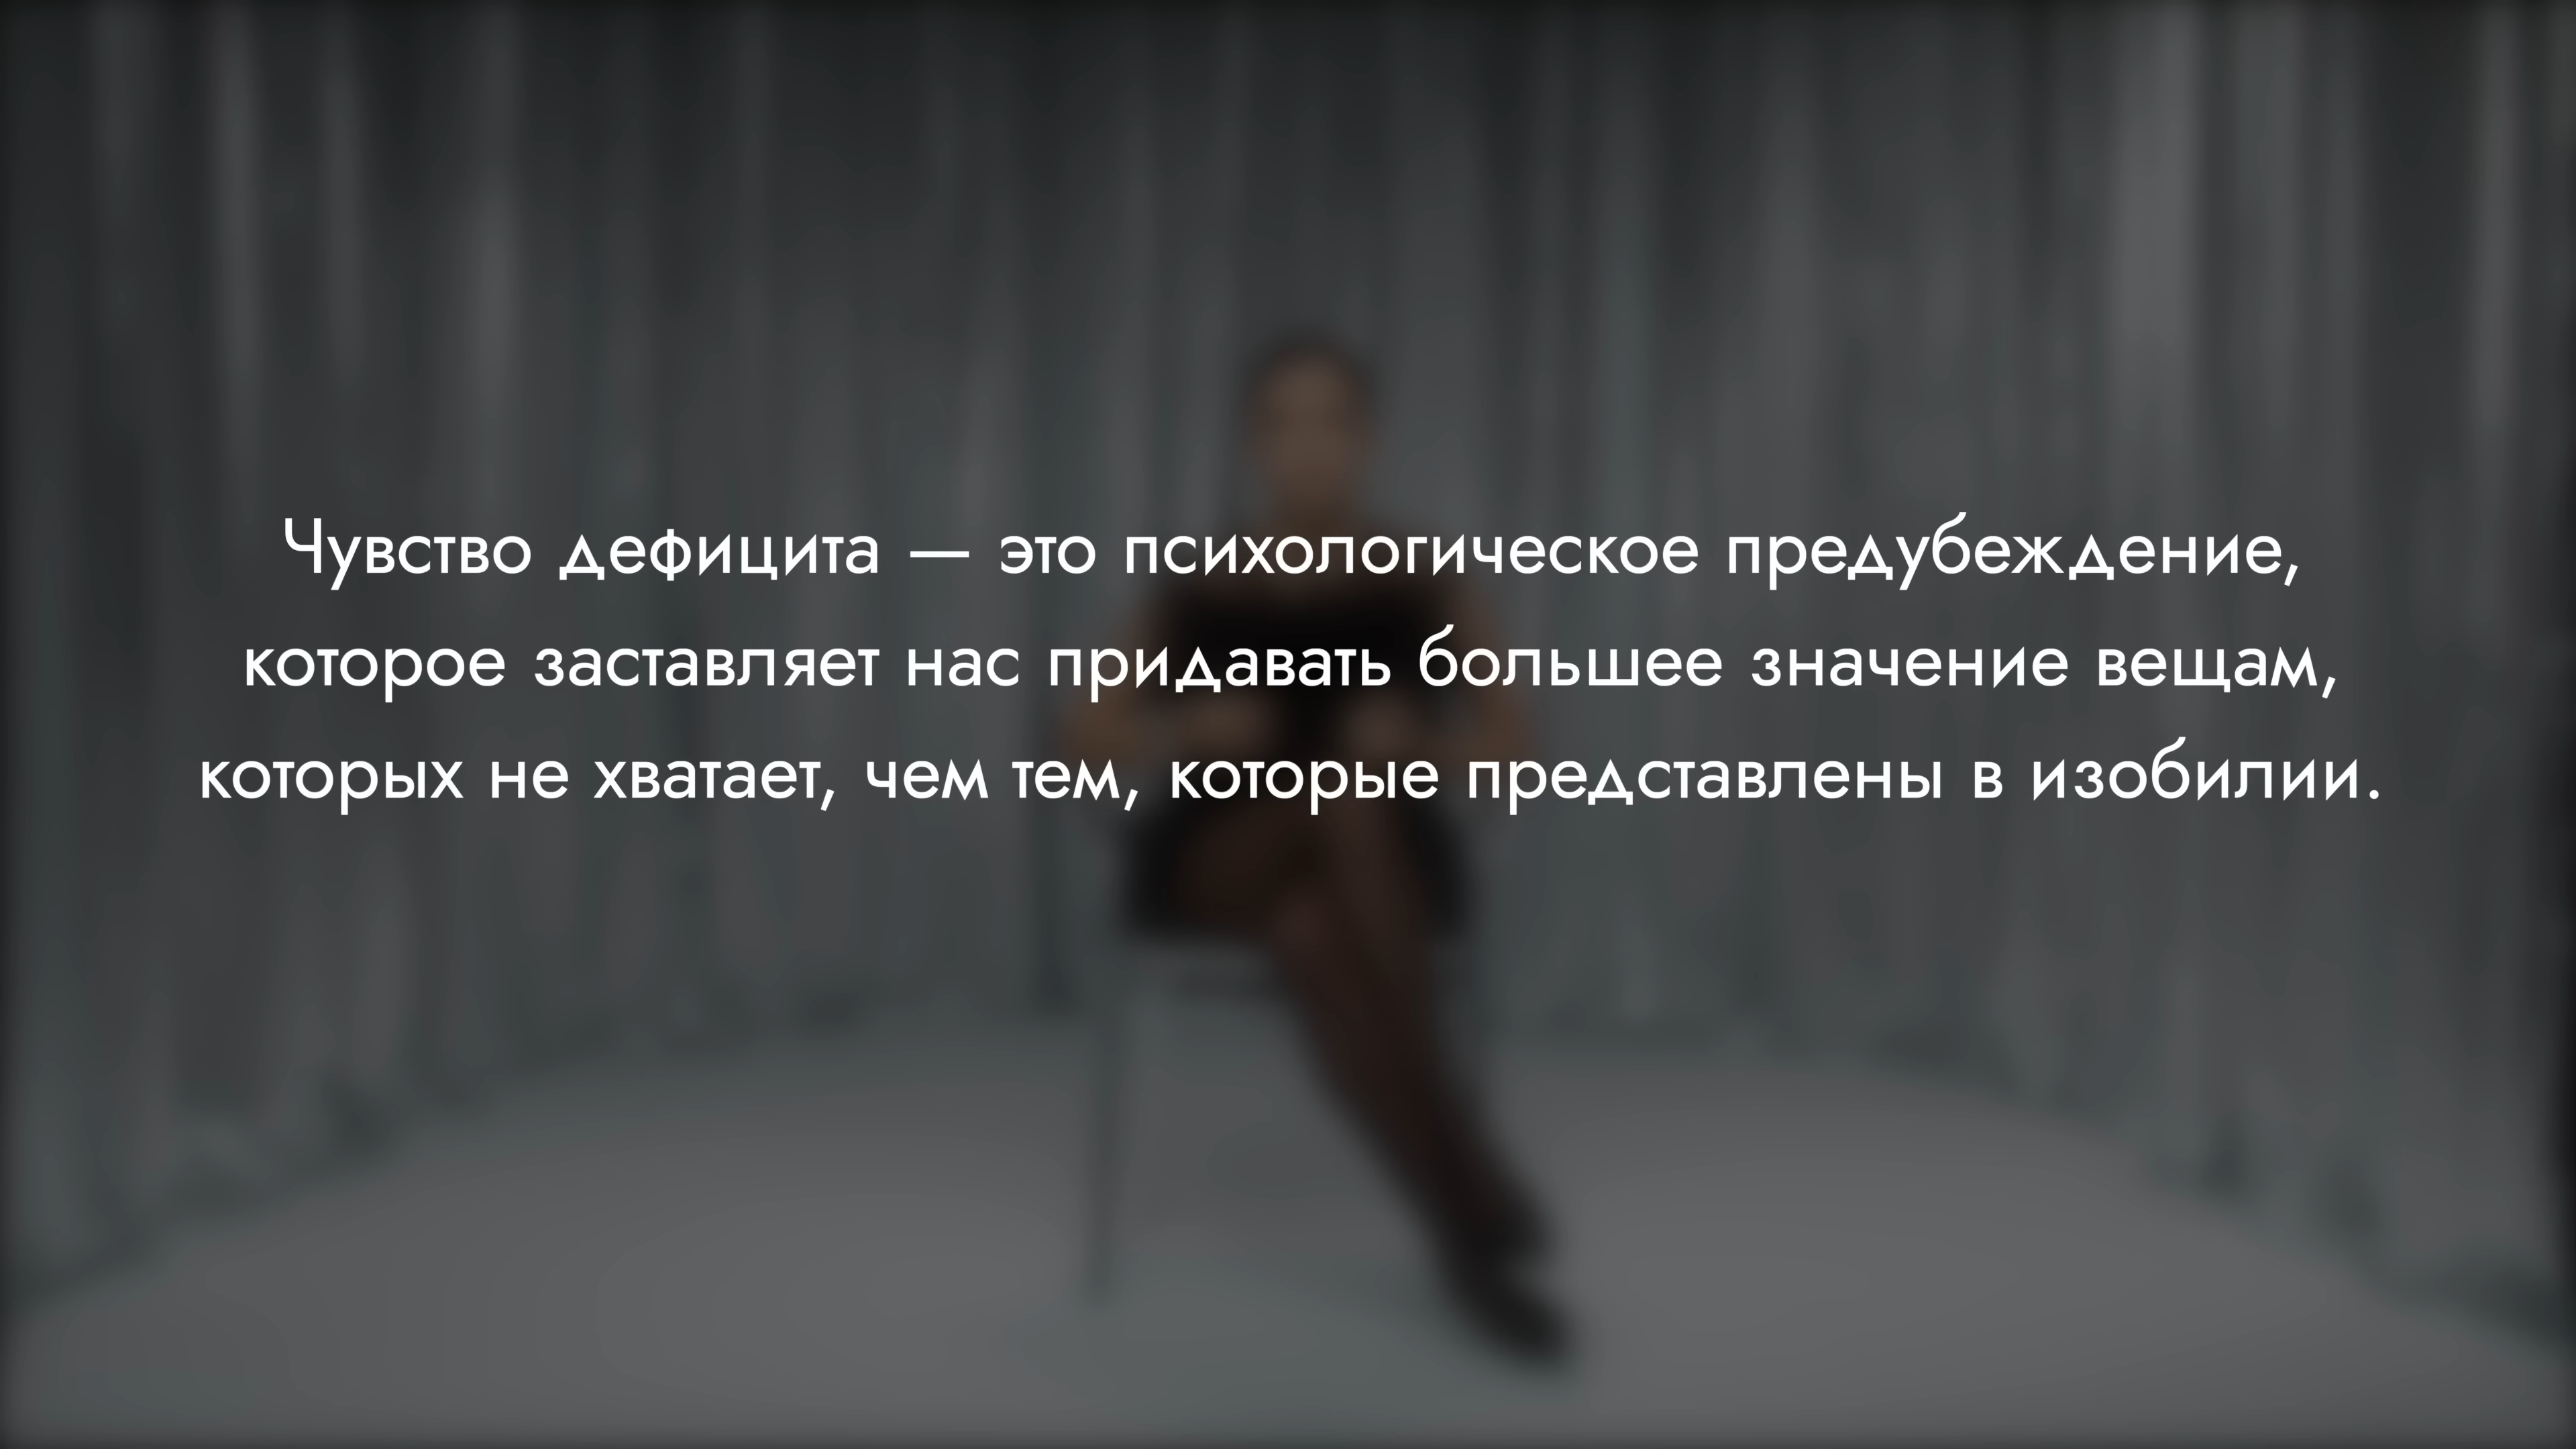 Чувство дефицита — это психологическое предубеждение,
которое заставляет нас придавать большее значение вещам,
которых не хватает, чем тем, которые представлены в изобилии.